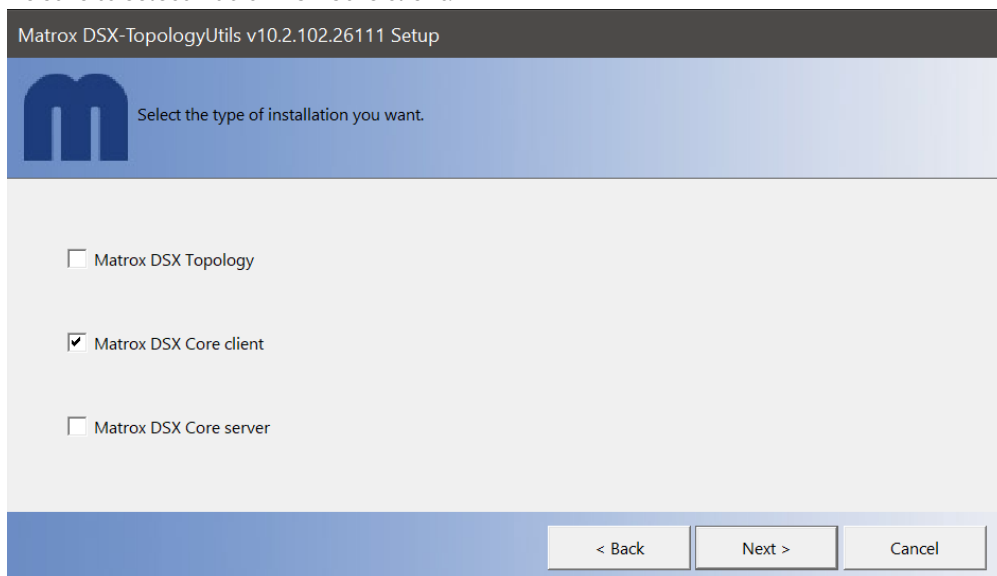 Matrox DSX-TopologyUtils v10.2.102.26111 Setup
Select the type of installation you want.
Matrox DSX Topology
Matrox DSX Core client
Matrox DSX Core server
< Back Next > Cancel